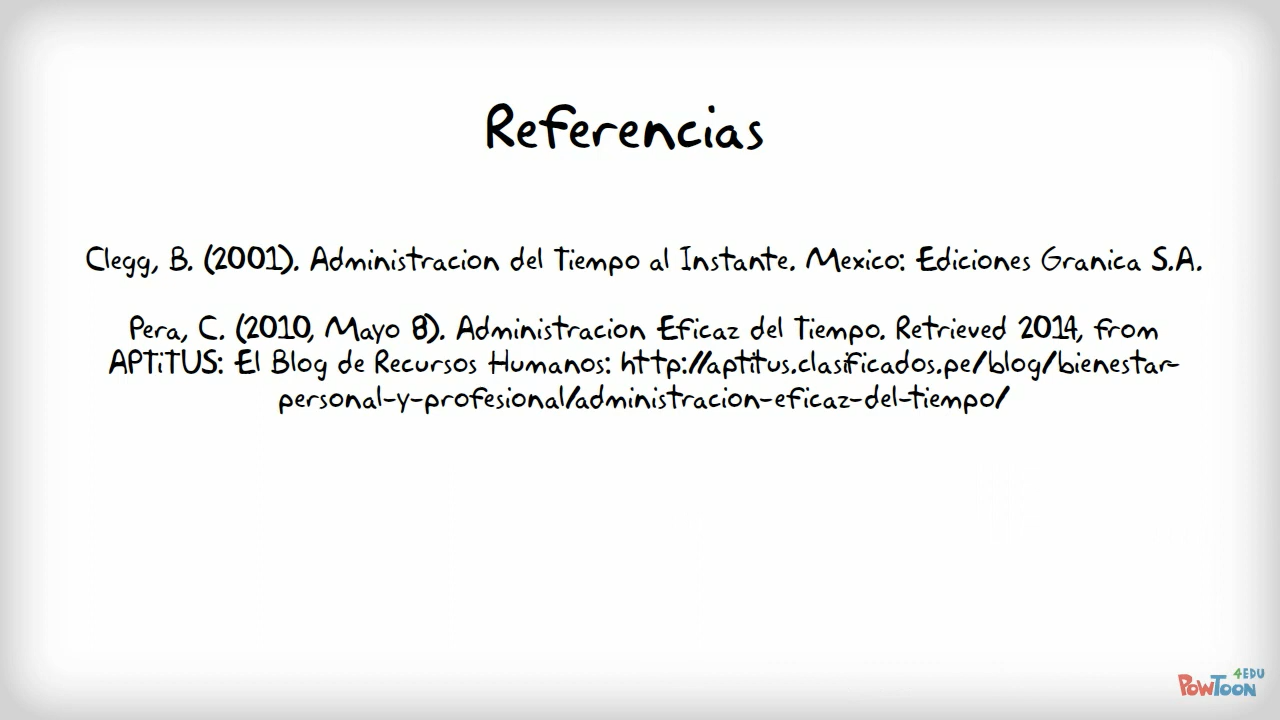 Referencias
Clegg, B. (2001). Administracion del Tiempo al Instante. Mexico: Ediciones Granica S.A.
Pera, C. (2010, Mayo 8). Administracion Eficaz del Tiempo. Retrieved 2014, from
APTiTUS: El Blog de Recursos Humanos: http://aptitus.clasificados.pe/blog/bienestar-
personal-y-profesional/administracion-eficaz-del-tiempo/
4EDU
PowToon